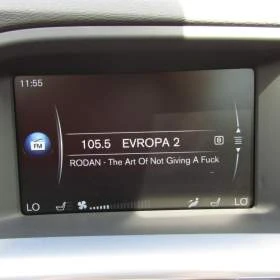 11:55
FM
105.5 EVROPA 2
RODAN - The Art Of Not Giving A Fuck
LO
LO